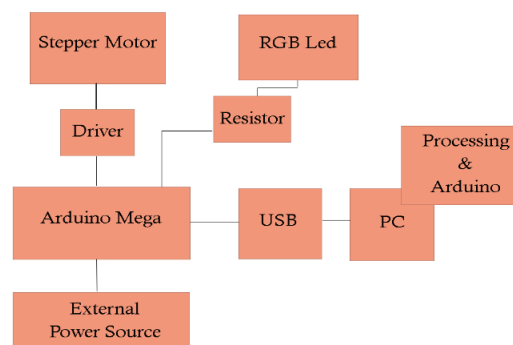 Stepper Motor
RGB Led
Driver
Resistor
Processing
&
Arduino
Arduino Mega
USB
PC
External
Power Source